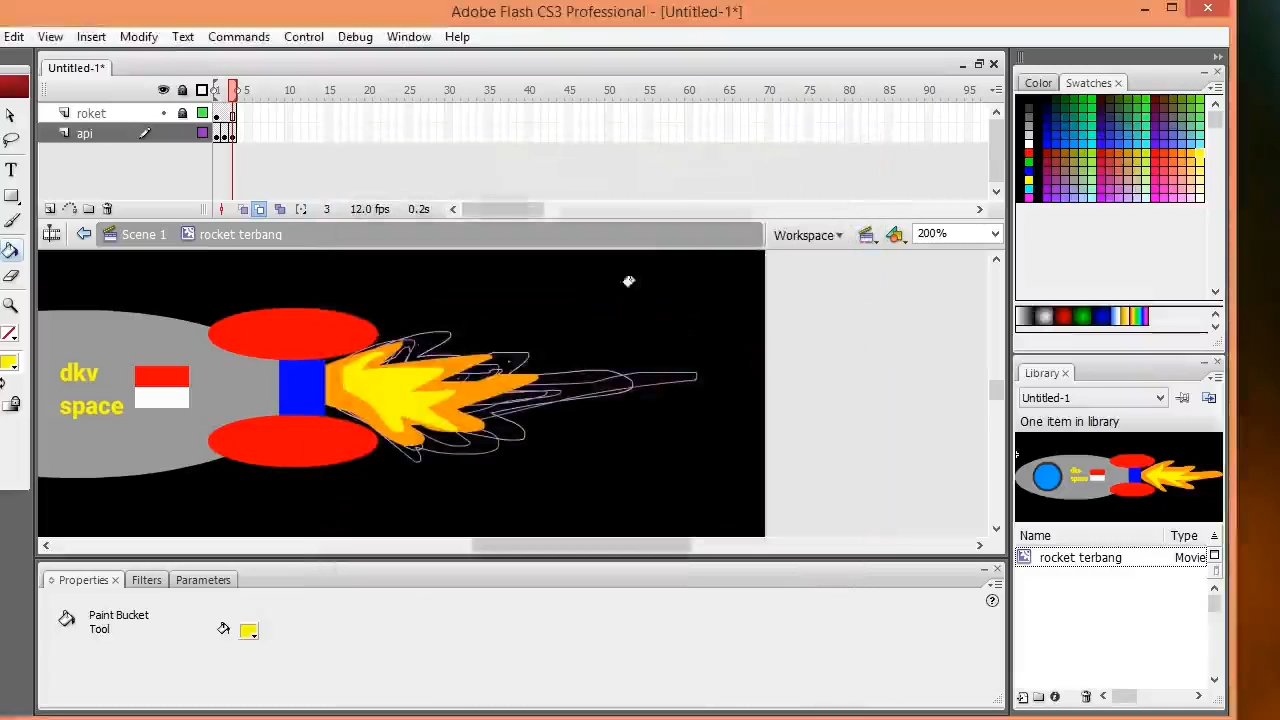 Adobe Flash CS3 Professional - [Untitled-1*]
Edit View Insert Modify Text Commands Control Debug Window Help
Untitled-1*
1 5 10 15 20 25 30 35 40 45 50 55 60 65 70 75 80 85 90 95
roket
api
3 12.0 fps 0.2s
Scene 1 rocket terbang Workspace 200%
dkv
space
Properties Filters Parameters
Paint Bucket
Tool
Color Swatches
Library
Untitled-1
One item in library
dkv
space
Name Type
rocket terbang Movie